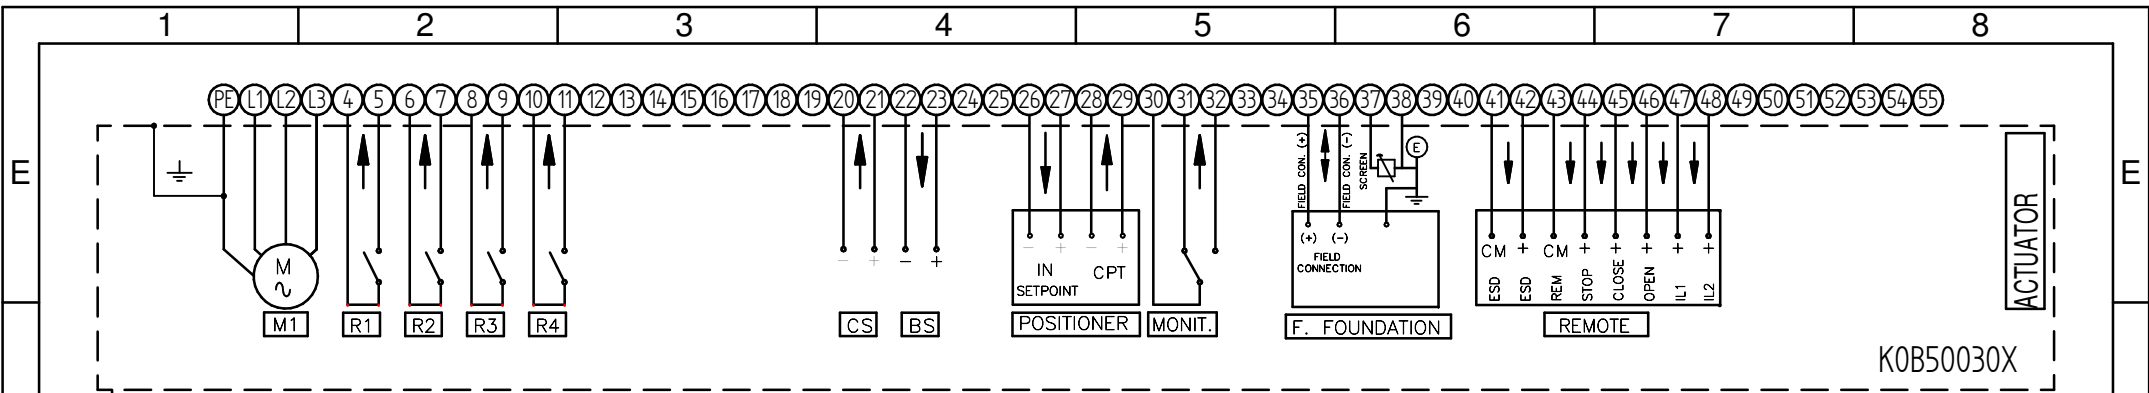 1 2 3 4 5 6 7 8
PE L1 L2 L3 4 5 6 7 8 9 10 11 12 13 14 15 16 17 18 19 20 21 22 23 24 25 26 27 28 29 30 31 32 33 34 35 36 37 38 39 40 41 42 43 44 45 46 47 48 49 50 51 52 53 54 55
E E
FIELD CON. (+)
FIELD CON. (-)
SCREEN
E
ACTUATOR
- + - +
- + - +
(+) (-)
CM + CM + + + + +
M
IN
SETPOINT
CPT
FIELD
CONNECTION
ESD ESD REM STOP CLOSE OPEN IL1 IL2
M1 R1 R2 R3 R4 CS BS POSITIONER MONIT. F. FOUNDATION REMOTE
K0B50030X